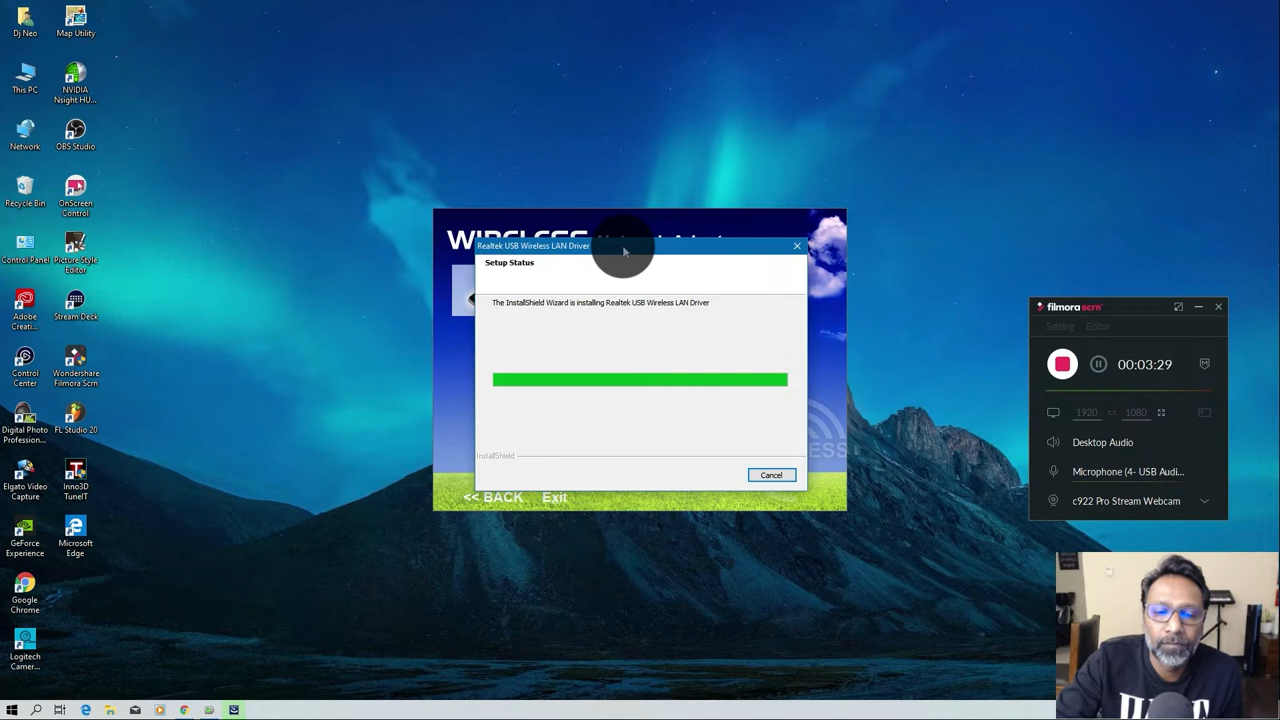 Dj Neo
Map Utility
This PC
NVIDIA
Nsight HU...
Network
OBS Studio
Recycle Bin
OnScreen
Control
Control Panel
Picture Style
Editor
Adobe
Creati...
Stream Deck
Control
Center
Wondershare
Filmora Scrn
Digital Photo
Profession...
FL Studio 20
Elgato Video
Capture
Inno3D
TuneIT
GeForce
Experience
Microsoft
Edge
Google
Chrome
Logitech
Camer...
Realtek USB Wireless LAN Driver
Setup Status
The InstallShield Wizard is installing Realtek USB Wireless LAN Driver
InstallShield
Cancel
<< BACK Exit
filmora scrn
Setting Editor
00:03:29
1920 1080
Desktop Audio
Microphone (4- USB Audi...
c922 Pro Stream Webcam